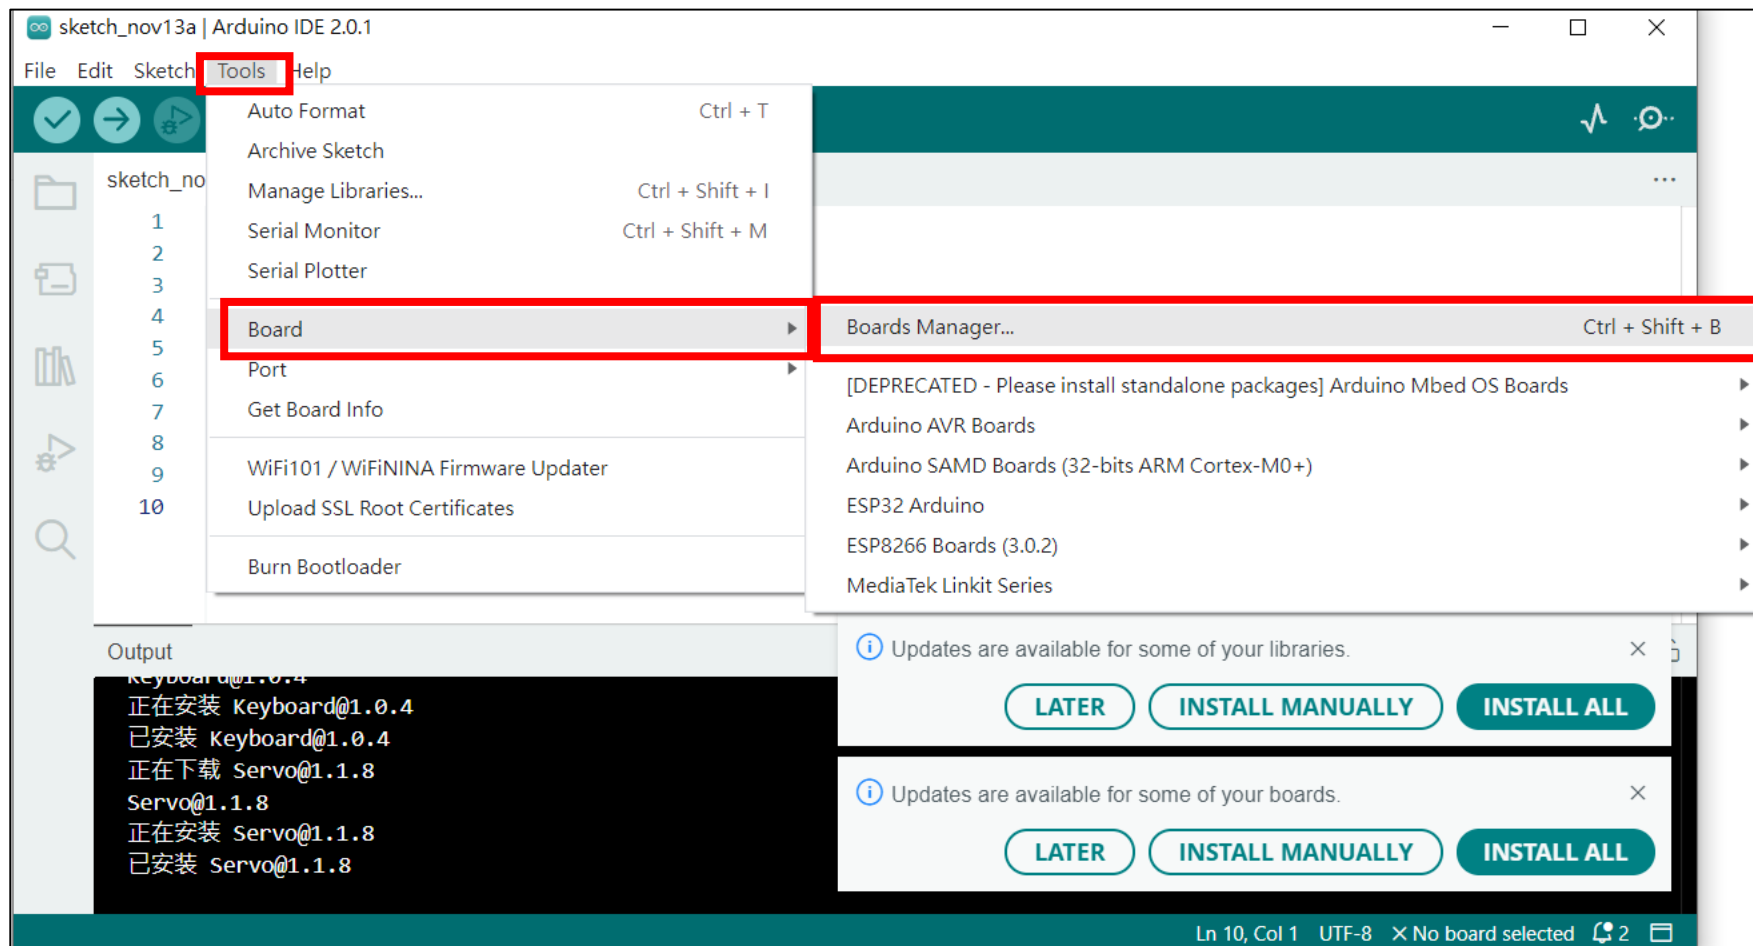 sketch_nov13a | Arduino IDE 2.0.1
File Edit Sketch Tools Help
Auto Format Ctrl + T
Archive Sketch
Manage Libraries... Ctrl + Shift + I
Serial Monitor Ctrl + Shift + M
Serial Plotter
Board
Port
Get Board Info
WiFi101 / WiFiNINA Firmware Updater
Upload SSL Root Certificates
Burn Bootloader
Boards Manager... Ctrl + Shift + B
[DEPRECATED - Please install standalone packages] Arduino Mbed OS Boards
Arduino AVR Boards
Arduino SAMD Boards (32-bits ARM Cortex-M0+)
ESP32 Arduino
ESP8266 Boards (3.0.2)
MediaTek Linkit Series
sketch_no
1
2
3
4
5
6
7
8
9
10
Output
Keyboard@1.0.4
正在安装 Keyboard@1.0.4
已安装 Keyboard@1.0.4
正在下载 Servo@1.1.8
Servo@1.1.8
正在安装 Servo@1.1.8
已安装 Servo@1.1.8
Updates are available for some of your libraries.
LATER INSTALL MANUALLY INSTALL ALL
Updates are available for some of your boards.
LATER INSTALL MANUALLY INSTALL ALL
Ln 10, Col 1 UTF-8 No board selected 2